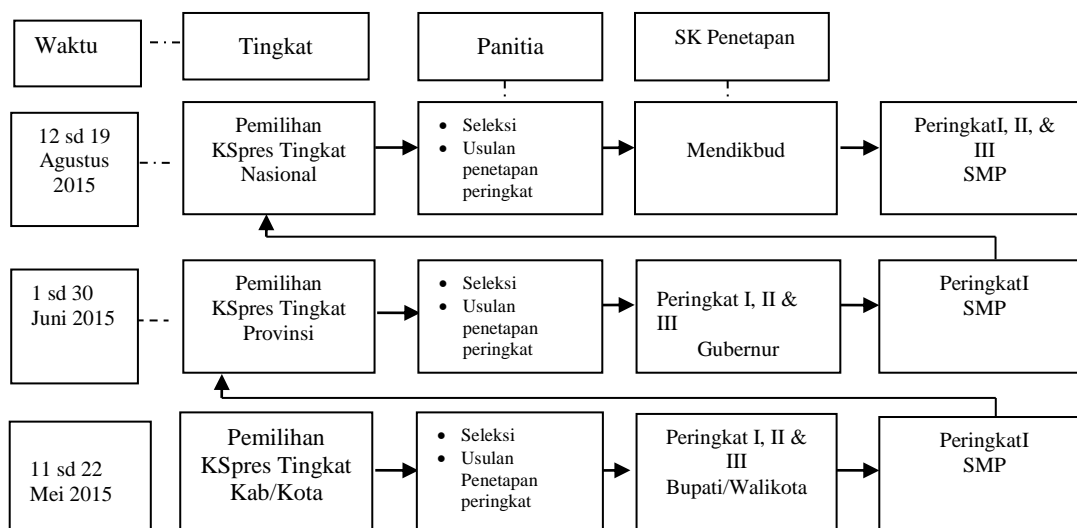 Waktu
Tingkat
Panitia
SK Penetapan
12 sd 19
Agustus
2015
Pemilihan
KSpres Tingkat
Nasional
• Seleksi
• Usulan
penetapan
peringkat
Mendikbud
PeringkatI, II, &
III
SMP
1 sd 30
Juni 2015
Pemilihan
KSpres Tingkat
Provinsi
• Seleksi
• Usulan
penetapan
peringkat
Peringkat I, II &
III
Gubernur
PeringkatI
SMP
11 sd 22
Mei 2015
Pemilihan
KSpres Tingkat
Kab/Kota
• Seleksi
• Usulan
Penetapan
peringkat
Peringkat I, II &
III
Bupati/Walikota
PeringkatI
SMP